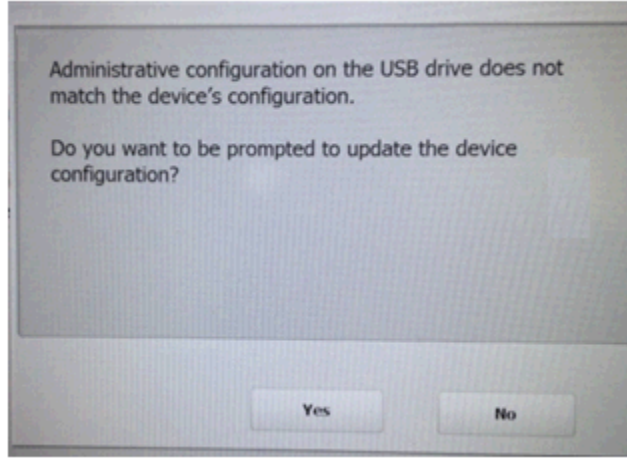 Administrative configuration on the USB drive does not
match the device's configuration.
Do you want to be prompted to update the device
configuration?
Yes
No